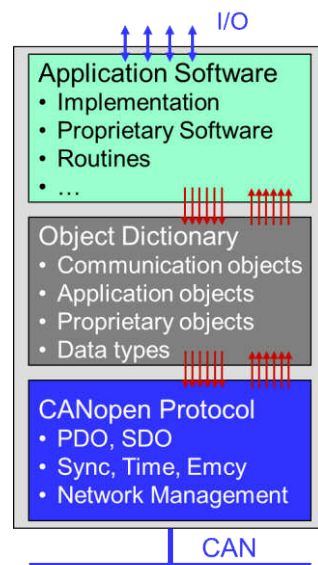 I/O
Application Software
• Implementation
• Proprietary Software
• Routines
• ...
Object Dictionary
• Communication objects
• Application objects
• Proprietary objects
• Data types
CANopen Protocol
• PDO, SDO
• Sync, Time, Emcy
• Network Management
CAN